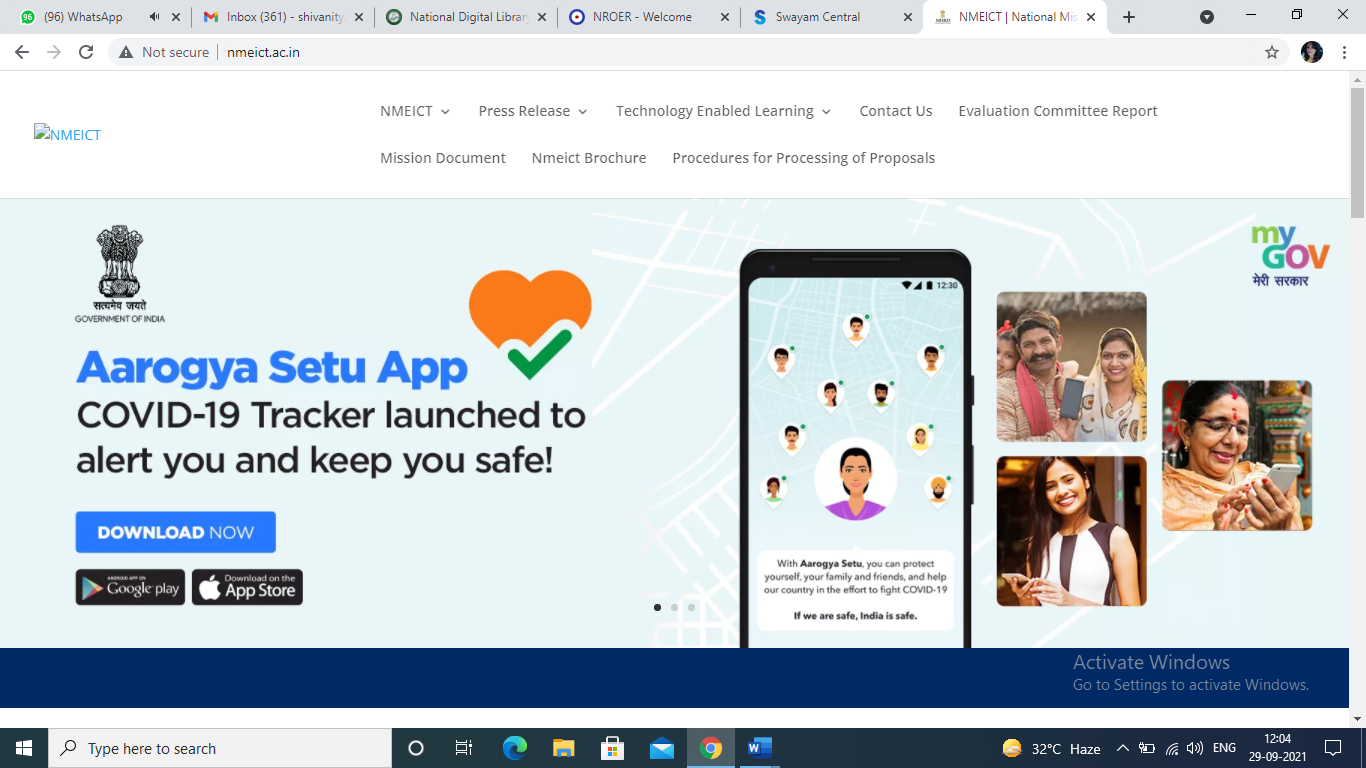 (96) WhatsApp
Inbox (361) - shivanity
National Digital Library
NROER - Welcome
Swayam Central
NMEICT | National Mis
Not secure
nmeict.ac.in
NMEICT
NMEICT
Press Release
Technology Enabled Learning
Contact Us
Evaluation Committee Report
Mission Document
Nmeict Brochure
Procedures for Processing of Proposals
सत्यमेव जयते
GOVERNMENT OF INDIA
Aarogya Setu App
COVID-19 Tracker launched to
alert you and keep you safe!
DOWNLOAD NOW
ANDROID APP ON
Google play
Download on the
App Store
12:30
With Aarogya Setu, you can protect
yourself, your family and friends, and help
our country in the effort to fight COVID-19
If we are safe, India is safe.
my
GOV
मेरी सरकार
Activate Windows
Go to Settings to activate Windows.
Type here to search
32°C Haze
ENG
12:04
29-09-2021